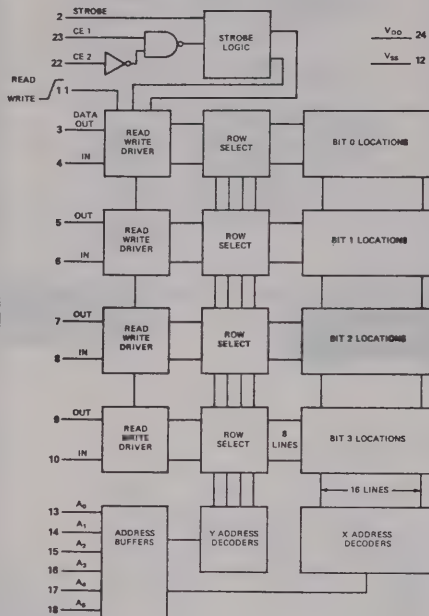 2 STROBE
23 CE 1
22 CE 2
STROBE LOGIC
VDD 24
VSS 12
READ
WRITE 1 1
3 DATA OUT
4 IN
READ WRITE DRIVER
ROW SELECT
BIT 0 LOCATIONS
5 OUT
6 IN
READ WRITE DRIVER
ROW SELECT
BIT 1 LOCATIONS
7 OUT
8 IN
READ WRITE DRIVER
ROW SELECT
BIT 2 LOCATIONS
9 OUT
10 IN
READ WRITE DRIVER
ROW SELECT
8 LINES
BIT 3 LOCATIONS
16 LINES
13 A0
14 A1
15 A2
16 A3
17 A4
18 A5
ADDRESS BUFFERS
Y ADDRESS DECODERS
X ADDRESS DECODERS